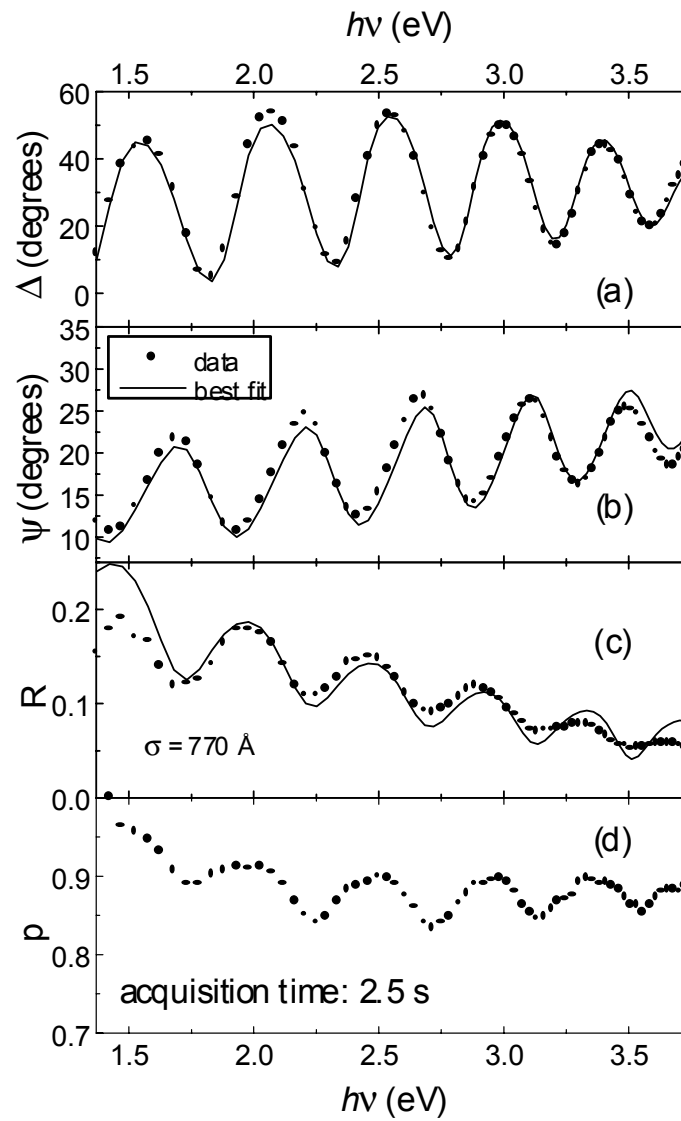 hν (eV)
1.5 2.0 2.5 3.0 3.5
60
40
20
0
Δ (degrees)
(a)
35
30
25
20
15
10
ψ (degrees)
data
best fit
(b)
0.2
0.1
0.0
R
(c)
σ = 770 Å
0.9
0.8
0.7
p
(d)
acquisition time: 2.5 s
1.5 2.0 2.5 3.0 3.5
hν (eV)